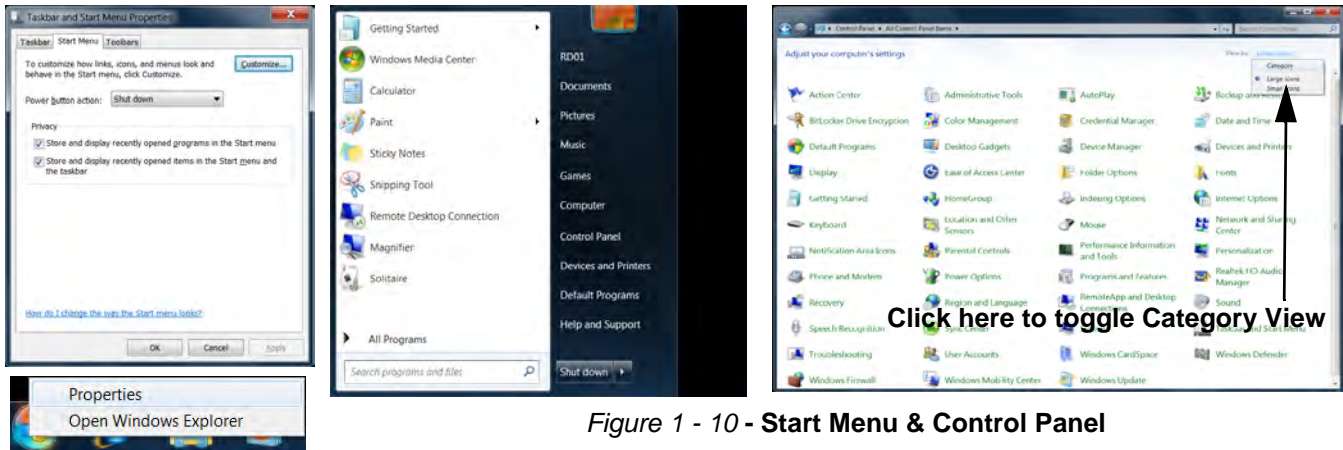 Taskbar and Start Menu Properties
Taskbar
Start Menu
Toolbars
To customize how links, icons, and menus look and
behave in the Start menu, click Customize.
Customize...
Power button action:
Shut down
Privacy
Store and display recently opened programs in the Start menu
Store and display recently opened items in the Start menu and
the taskbar
How do I change the way the Start menu looks?
OK
Cancel
Apply
Properties
Open Windows Explorer
Getting Started
Windows Media Center
Calculator
Paint
Sticky Notes
Snipping Tool
Remote Desktop Connection
Magnifier
Solitaire
All Programs
Search programs and files
RD01
Documents
Pictures
Music
Games
Computer
Control Panel
Devices and Printers
Default Programs
Help and Support
Shut down
Control Panel
All Control Panel Items
Adjust your computer's settings
View by:
Category
Large icons
Small icons
Action Center
Administrative Tools
AutoPlay
Backup and
BitLocker Drive Encryption
Color Management
Credential Manager
Date and Time
Default Programs
Desktop Gadgets
Device Manager
Devices and Printers
Display
Ease of Access Center
Folder Options
Fonts
Getting Started
HomeGroup
Indexing Options
Internet Options
Keyboard
Location and Other
Sensors
Mouse
Network and Sharing
Center
Notification Area Icons
Parental Controls
Performance Information
and Tools
Personalization
Phone and Modem
Power Options
Programs and Features
Realtek HD Audio
Manager
Recovery
Region and Language
RemoteApp and Desktop
Connections
Sound
Click here to toggle Category View
Speech Recognition
Sync Center
Taskbar and Start Menu
Troubleshooting
User Accounts
Windows CardSpace
Windows Defender
Windows Firewall
Windows Mobility Center
Windows Update
Figure 1 - 10 - Start Menu & Control Panel